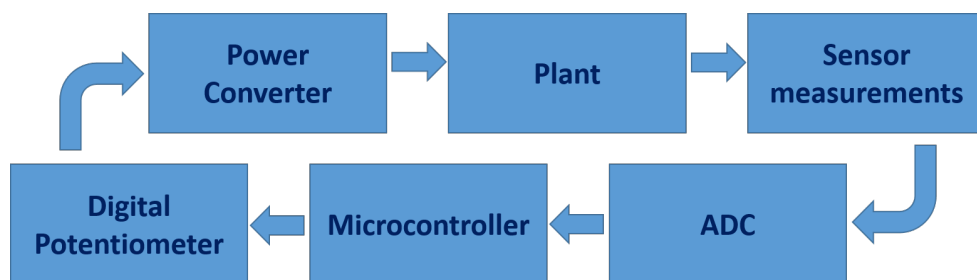 Power
Converter
Plant
Sensor
measurements
Digital
Potentiometer
Microcontroller
ADC